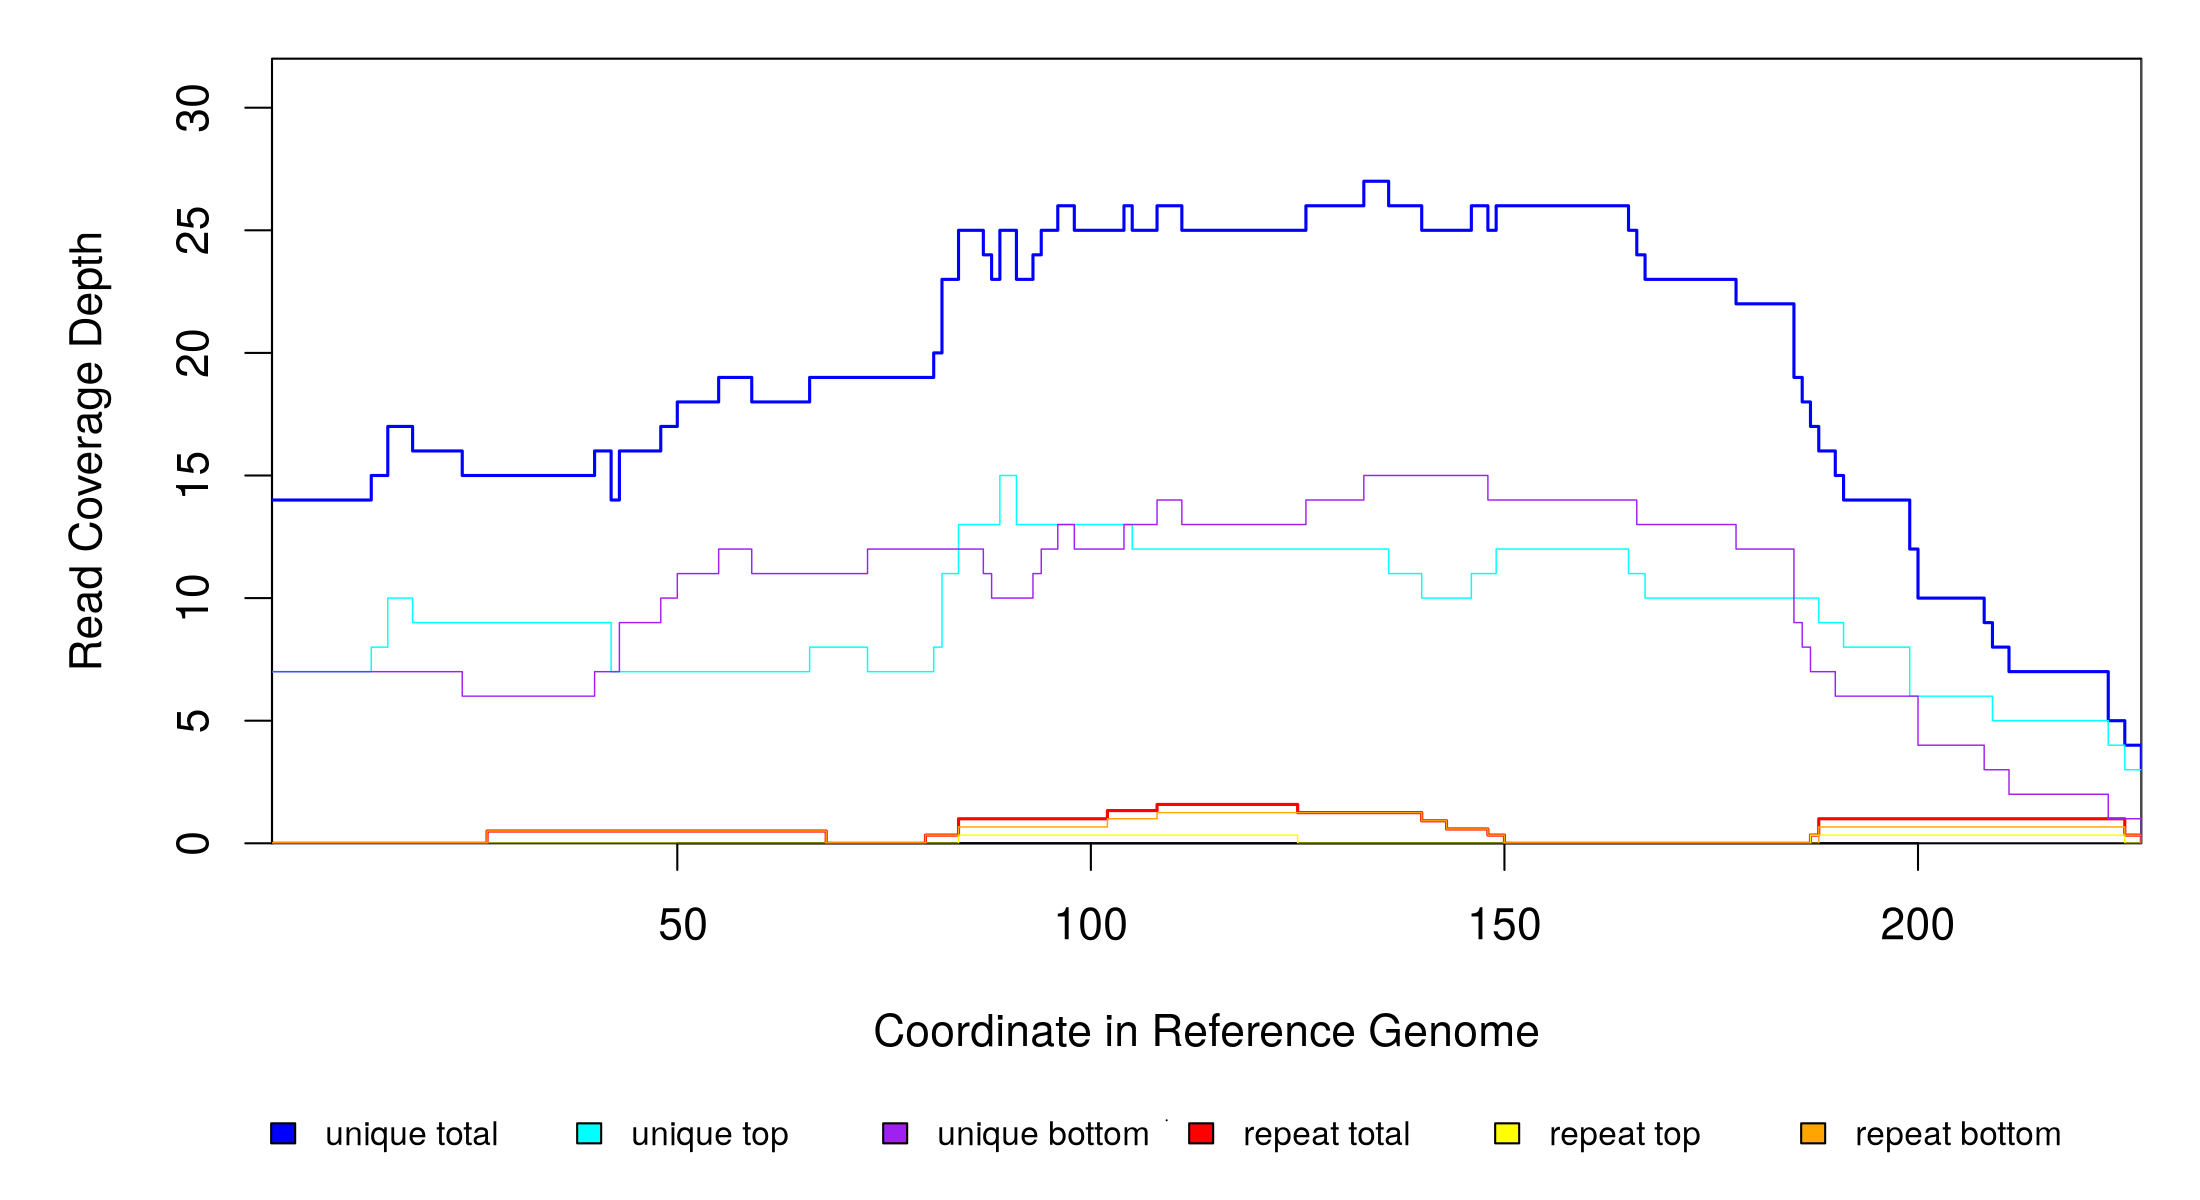 Read Coverage Depth
30
25
20
15
10
5
0
50 100 150 200
Coordinate in Reference Genome
unique total unique top unique bottom repeat total repeat top repeat bottom